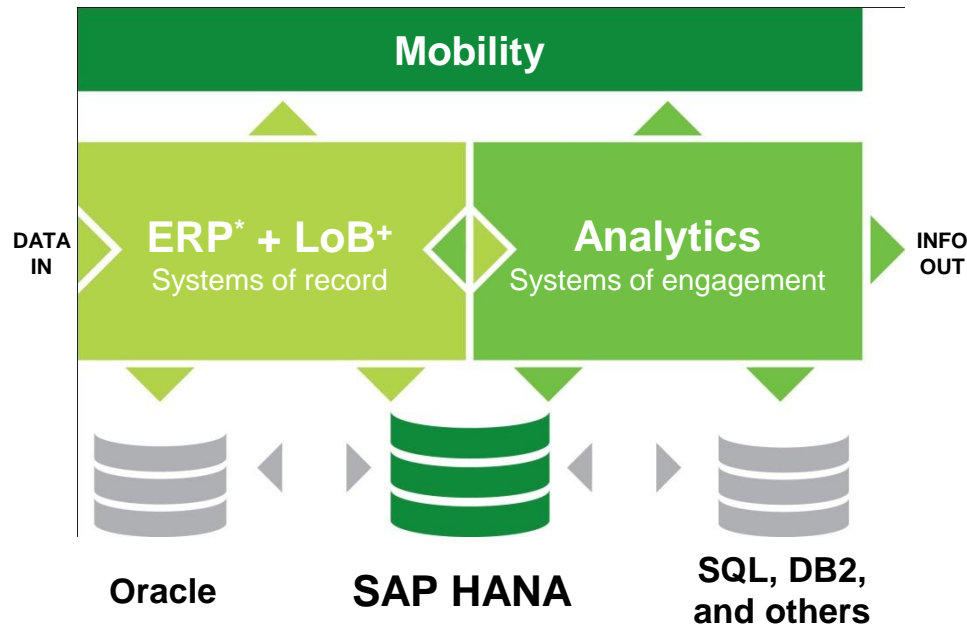 Mobility
DATA
IN
ERP* + LoB+
Systems of record
Analytics
Systems of engagement
INFO
OUT
Oracle
SAP HANA
SQL, DB2,
and others